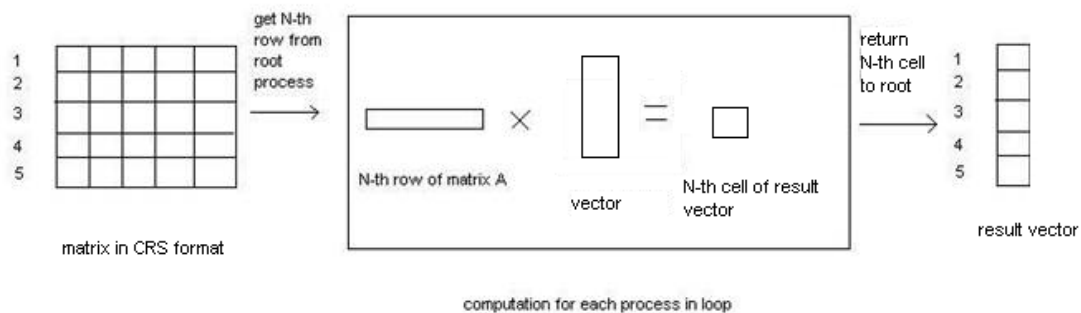 get N-th
row from
root
process
1
2
3
4
5
matrix in CRS format
N-th row of matrix A
×
vector
=
N-th cell of result
vector
computation for each process in loop
return
N-th cell
to root
1
2
3
4
5
result vector